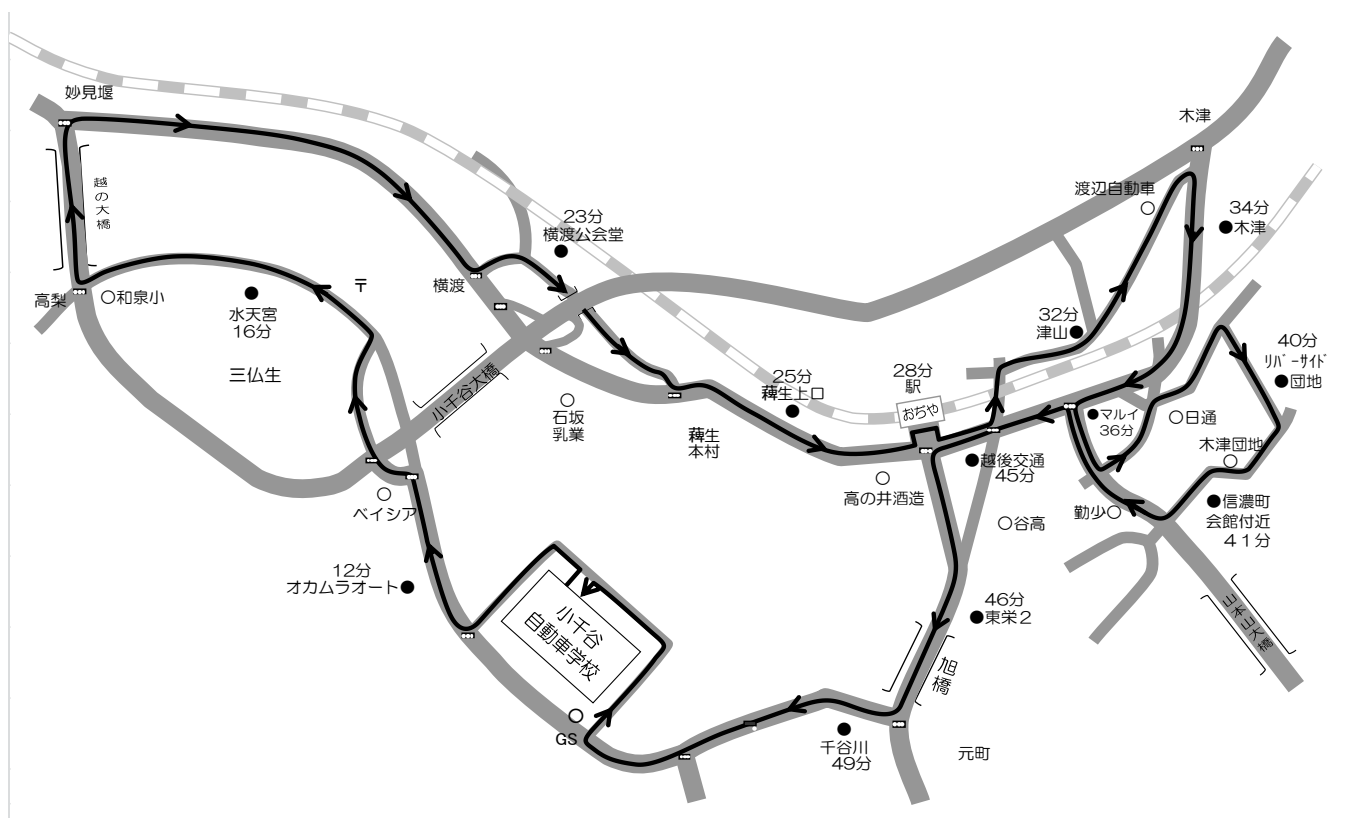 妙見堰
越の大橋
高梨
和泉小
水天宮
16分
三仏生
〒
横渡
23分
横渡公会堂
小千谷大橋
石坂
乳業
25分
薭生上口
薭生
本村
28分
駅
おぢや
高の井酒造
越後交通
45分
谷高
32分
津山
渡辺自動車
木津
34分
木津
40分
リバーサイド
団地
マルイ
36分
日通
木津団地
信濃町
会館付近
41分
勤少
山本山大橋
ベイシア
12分
オカムラオート
小千谷
自動車学校
GS
46分
東栄2
旭橋
千谷川
49分
元町